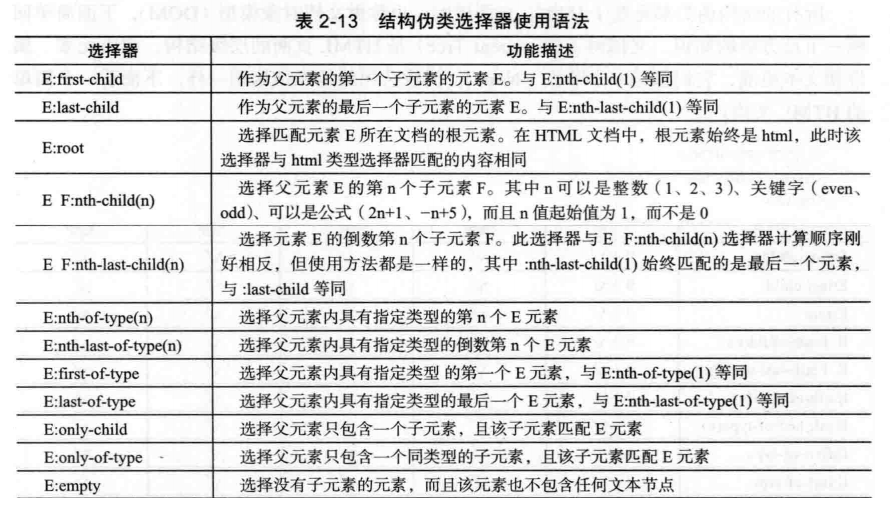 表 2-13 结构伪类选择器使用语法
选择器 功能描述
E:first-child 作为父元素的第一个子元素的元素 E。与 E:nth-child(1) 等同
E:last-child 作为父元素的最后一个子元素的元素 E。与 E:nth-last-child(1) 等同
E:root 选择匹配元素 E 所在文档的根元素。在 HTML 文档中，根元素始终是 html，此时该
选择器与 html 类型选择器匹配的内容相同
E F:nth-child(n) 选择父元素 E 的第 n 个子元素 F。其中 n 可以是整数（1、2、3）、关键字（even、
odd）、可以是公式（2n+1、-n+5），而且 n 值起始值为 1，而不是 0
E F:nth-last-child(n) 选择元素 E 的倒数第 n 个子元素 F。此选择器与 E F:nth-child(n) 选择器计算顺序刚
好相反，但使用方法都是一样的，其中 :nth-last-child(1) 始终匹配的是最后一个元素，
与 :last-child 等同
E:nth-of-type(n) 选择父元素内具有指定类型的第 n 个 E 元素
E:nth-last-of-type(n) 选择父元素内具有指定类型的倒数第 n 个 E 元素
E:first-of-type 选择父元素内具有指定类型 的第一个 E 元素，与 E:nth-of-type(1) 等同
E:last-of-type 选择父元素内具有指定类型的最后一个 E 元素，与 E:nth-last-of-type(1) 等同
E:only-child 选择父元素只包含一个子元素，且该子元素匹配 E 元素
E:only-of-type 选择父元素只包含一个同类型的子元素，且该子元素匹配 E 元素
E:empty 选择没有子元素的元素，而且该元素也不包含任何文本节点